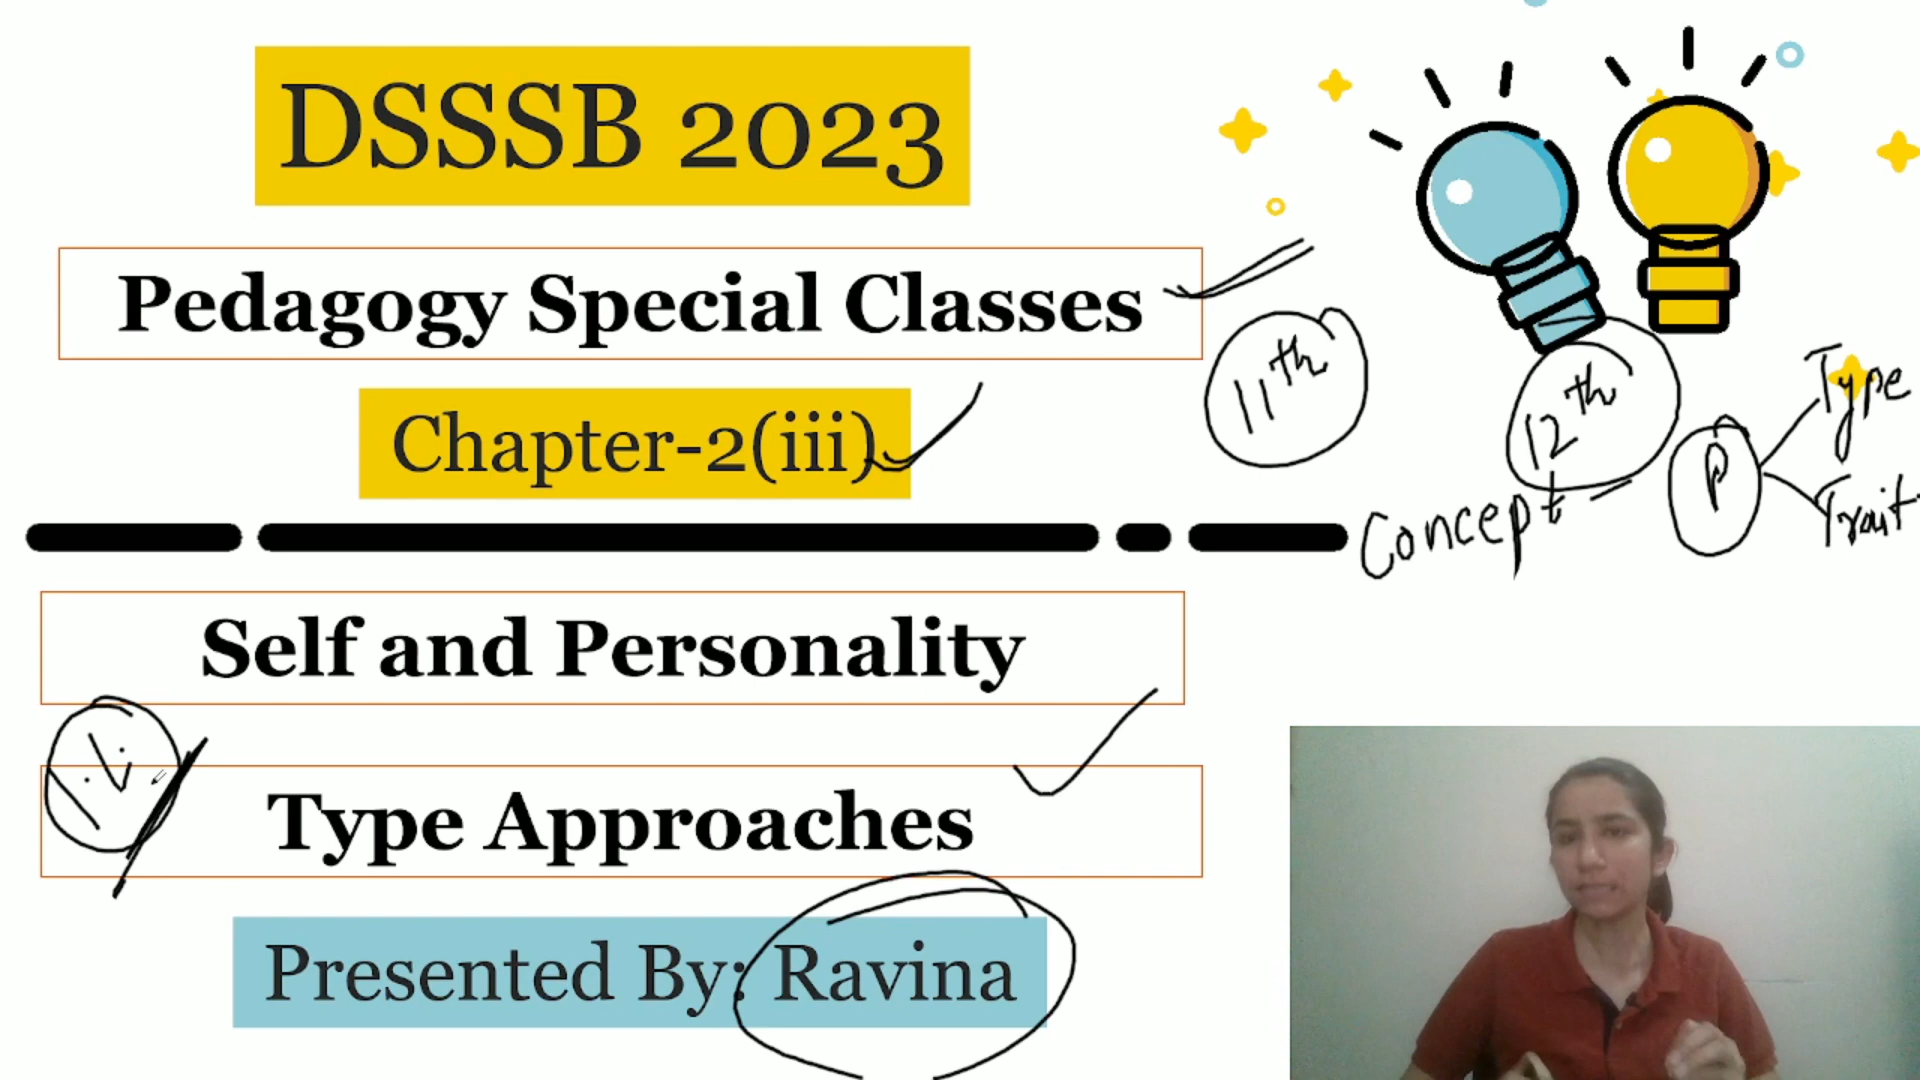 DSSSB 2023
Pedagogy Special Classes
11th
12th
Type
Chapter-2(iii)
P
Concept
Trait
Self and Personality
Type Approaches
Presented By: Ravina